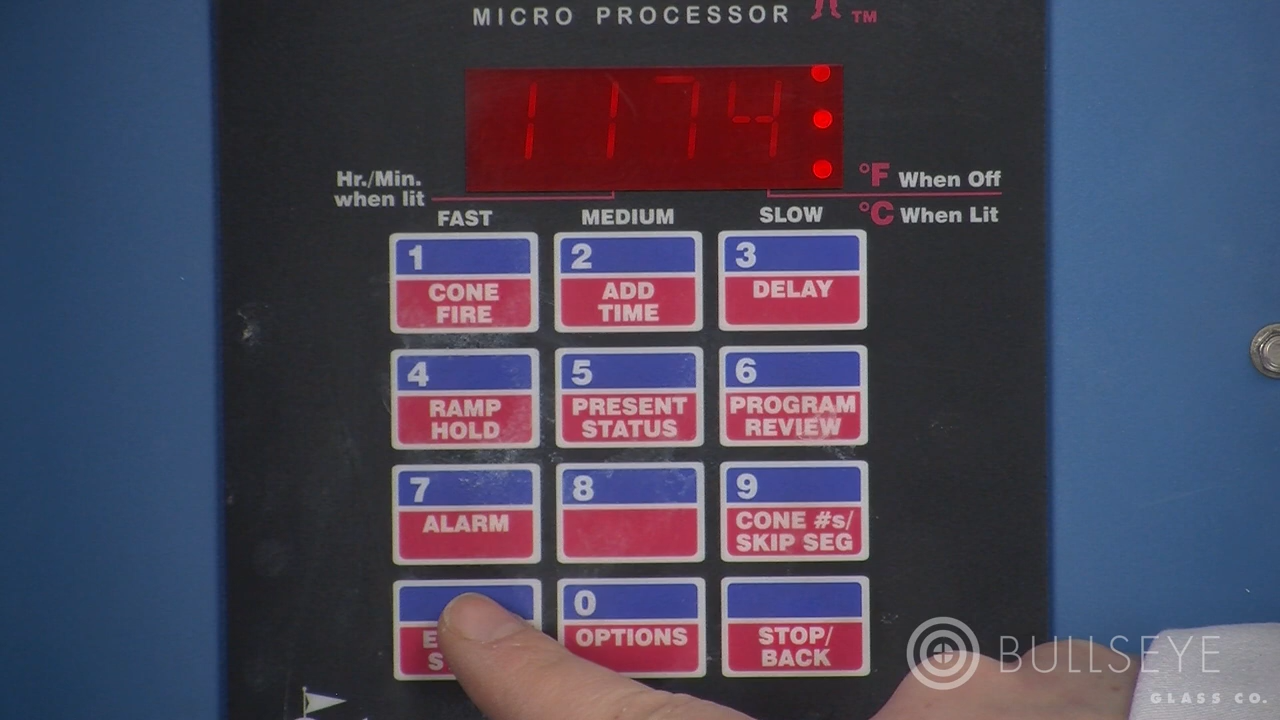 MICRO PROCESSOR
TM
1174
Hr./Min.
when lit
°F When Off
°C When Lit
FAST MEDIUM SLOW
1 2 3
CONE
FIRE
ADD
TIME
DELAY
4 5 6
RAMP
HOLD
PRESENT
STATUS
PROGRAM
REVIEW
7 8 9
ALARM
CONE #s/
SKIP SEG
0
OPTIONS
STOP/
BACK
BULLSEYE
GLASS CO.